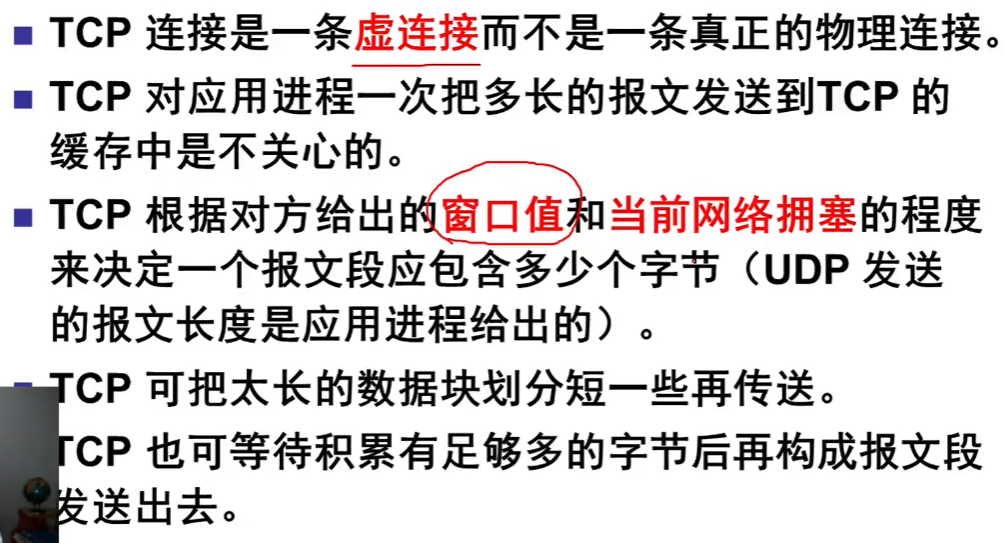 TCP 连接是一条虚连接而不是一条真正的物理连接。
TCP 对应用进程一次把多长的报文发送到TCP 的
缓存中是不关心的。
TCP 根据对方给出的窗口值和当前网络拥塞的程度
来决定一个报文段应包含多少个字节（UDP 发送
的报文长度是应用进程给出的）。
TCP 可把太长的数据块划分短一些再传送。
TCP 也可等待积累有足够多的字节后再构成报文段
发送出去。